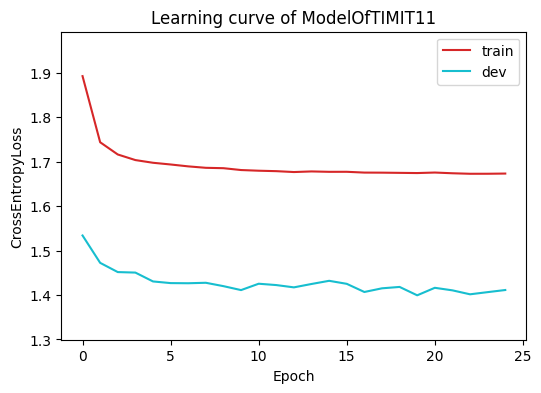 Learning curve of ModelOfTIMIT11
train
dev
CrossEntropyLoss
1.9
1.8
1.7
1.6
1.5
1.4
1.3
0 5 10 15 20 25
Epoch